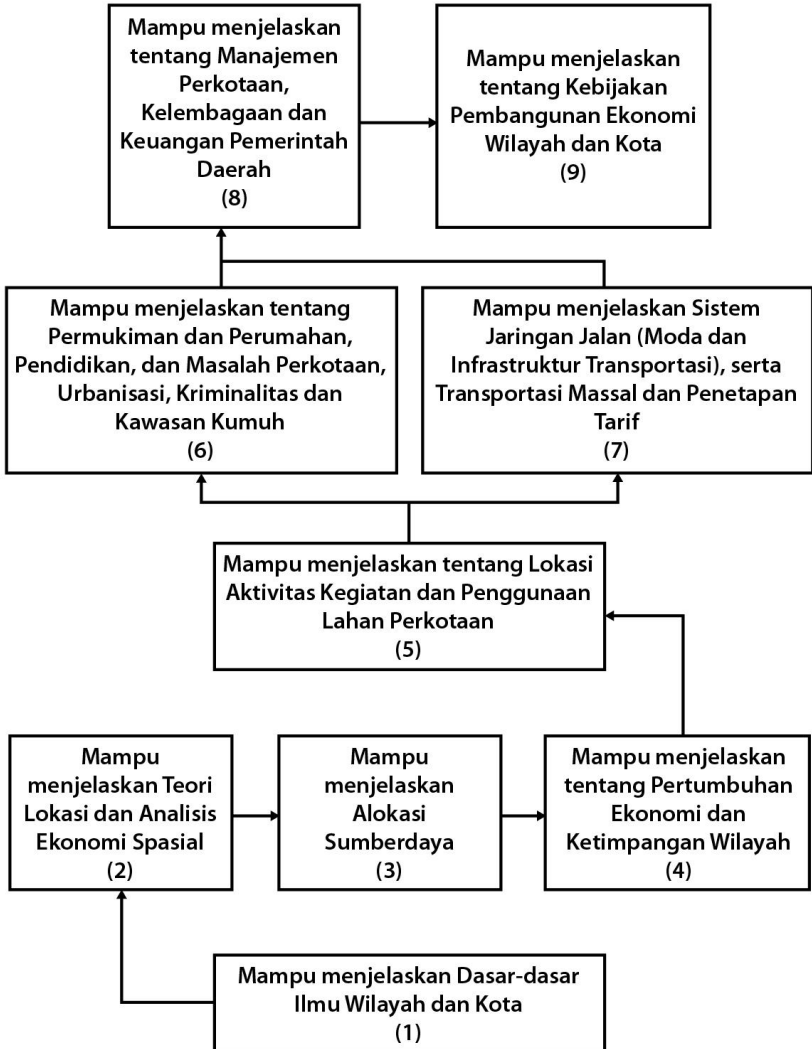 Mampu menjelaskan
tentang Manajemen
Perkotaan,
Kelembagaan dan
Keuangan Pemerintah
Daerah
(8)
Mampu menjelaskan
tentang Kebijakan
Pembangunan Ekonomi
Wilayah dan Kota
(9)
Mampu menjelaskan tentang
Permukiman dan Perumahan,
Pendidikan, dan Masalah Perkotaan,
Urbanisasi, Kriminalitas dan
Kawasan Kumuh
(6)
Mampu menjelaskan Sistem
Jaringan Jalan (Moda dan
Infrastruktur Transportasi), serta
Transportasi Massal dan Penetapan
Tarif
(7)
Mampu menjelaskan tentang Lokasi
Aktivitas Kegiatan dan Penggunaan
Lahan Perkotaan
(5)
Mampu
menjelaskan Teori
Lokasi dan Analisis
Ekonomi Spasial
(2)
Mampu
menjelaskan
Alokasi
Sumberdaya
(3)
Mampu menjelaskan
tentang Pertumbuhan
Ekonomi dan
Ketimpangan Wilayah
(4)
Mampu menjelaskan Dasar-dasar
Ilmu Wilayah dan Kota
(1)